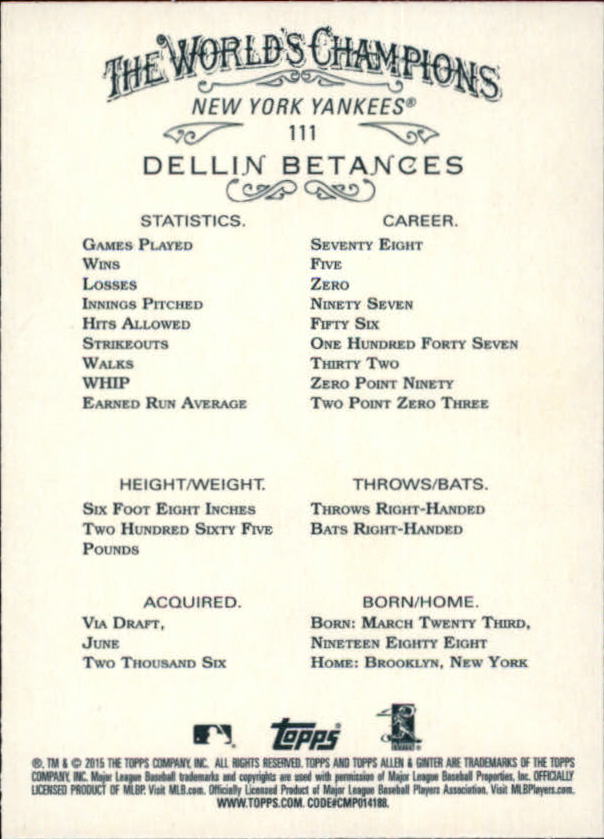 THE WORLD'S CHAMPIONS
NEW YORK YANKEES®
111
DELLIN BETANCES
STATISTICS. CAREER.
GAMES PLAYED SEVENTY EIGHT
WINS FIVE
LOSSES ZERO
INNINGS PITCHED NINETY SEVEN
HITS ALLOWED FIFTY SIX
STRIKEOUTS ONE HUNDRED FORTY SEVEN
WALKS THIRTY TWO
WHIP ZERO POINT NINETY
EARNED RUN AVERAGE TWO POINT ZERO THREE
HEIGHT/WEIGHT. THROWS/BATS.
SIX FOOT EIGHT INCHES THROWS RIGHT-HANDED
TWO HUNDRED SIXTY FIVE BATS RIGHT-HANDED
POUNDS
ACQUIRED. BORN/HOME.
VIA DRAFT, BORN: MARCH TWENTY THIRD,
JUNE NINETEEN EIGHTY EIGHT
TWO THOUSAND SIX HOME: BROOKLYN, NEW YORK
Topps
®, TM & © 2015 THE TOPPS COMPANY, INC. ALL RIGHTS RESERVED. TOPPS AND TOPPS ALLEN & GINTER ARE TRADEMARKS OF THE TOPPS
COMPANY, INC. Major League Baseball trademarks and copyrights are used with permission of Major League Baseball Properties, Inc. OFFICIALLY
LICENSED PRODUCT OF MLBP. Visit MLB.com. Officially Licensed Product of Major League Baseball Players Association. Visit MLBPlayers.com.
WWW.TOPPS.COM. CODE#CMP014188.